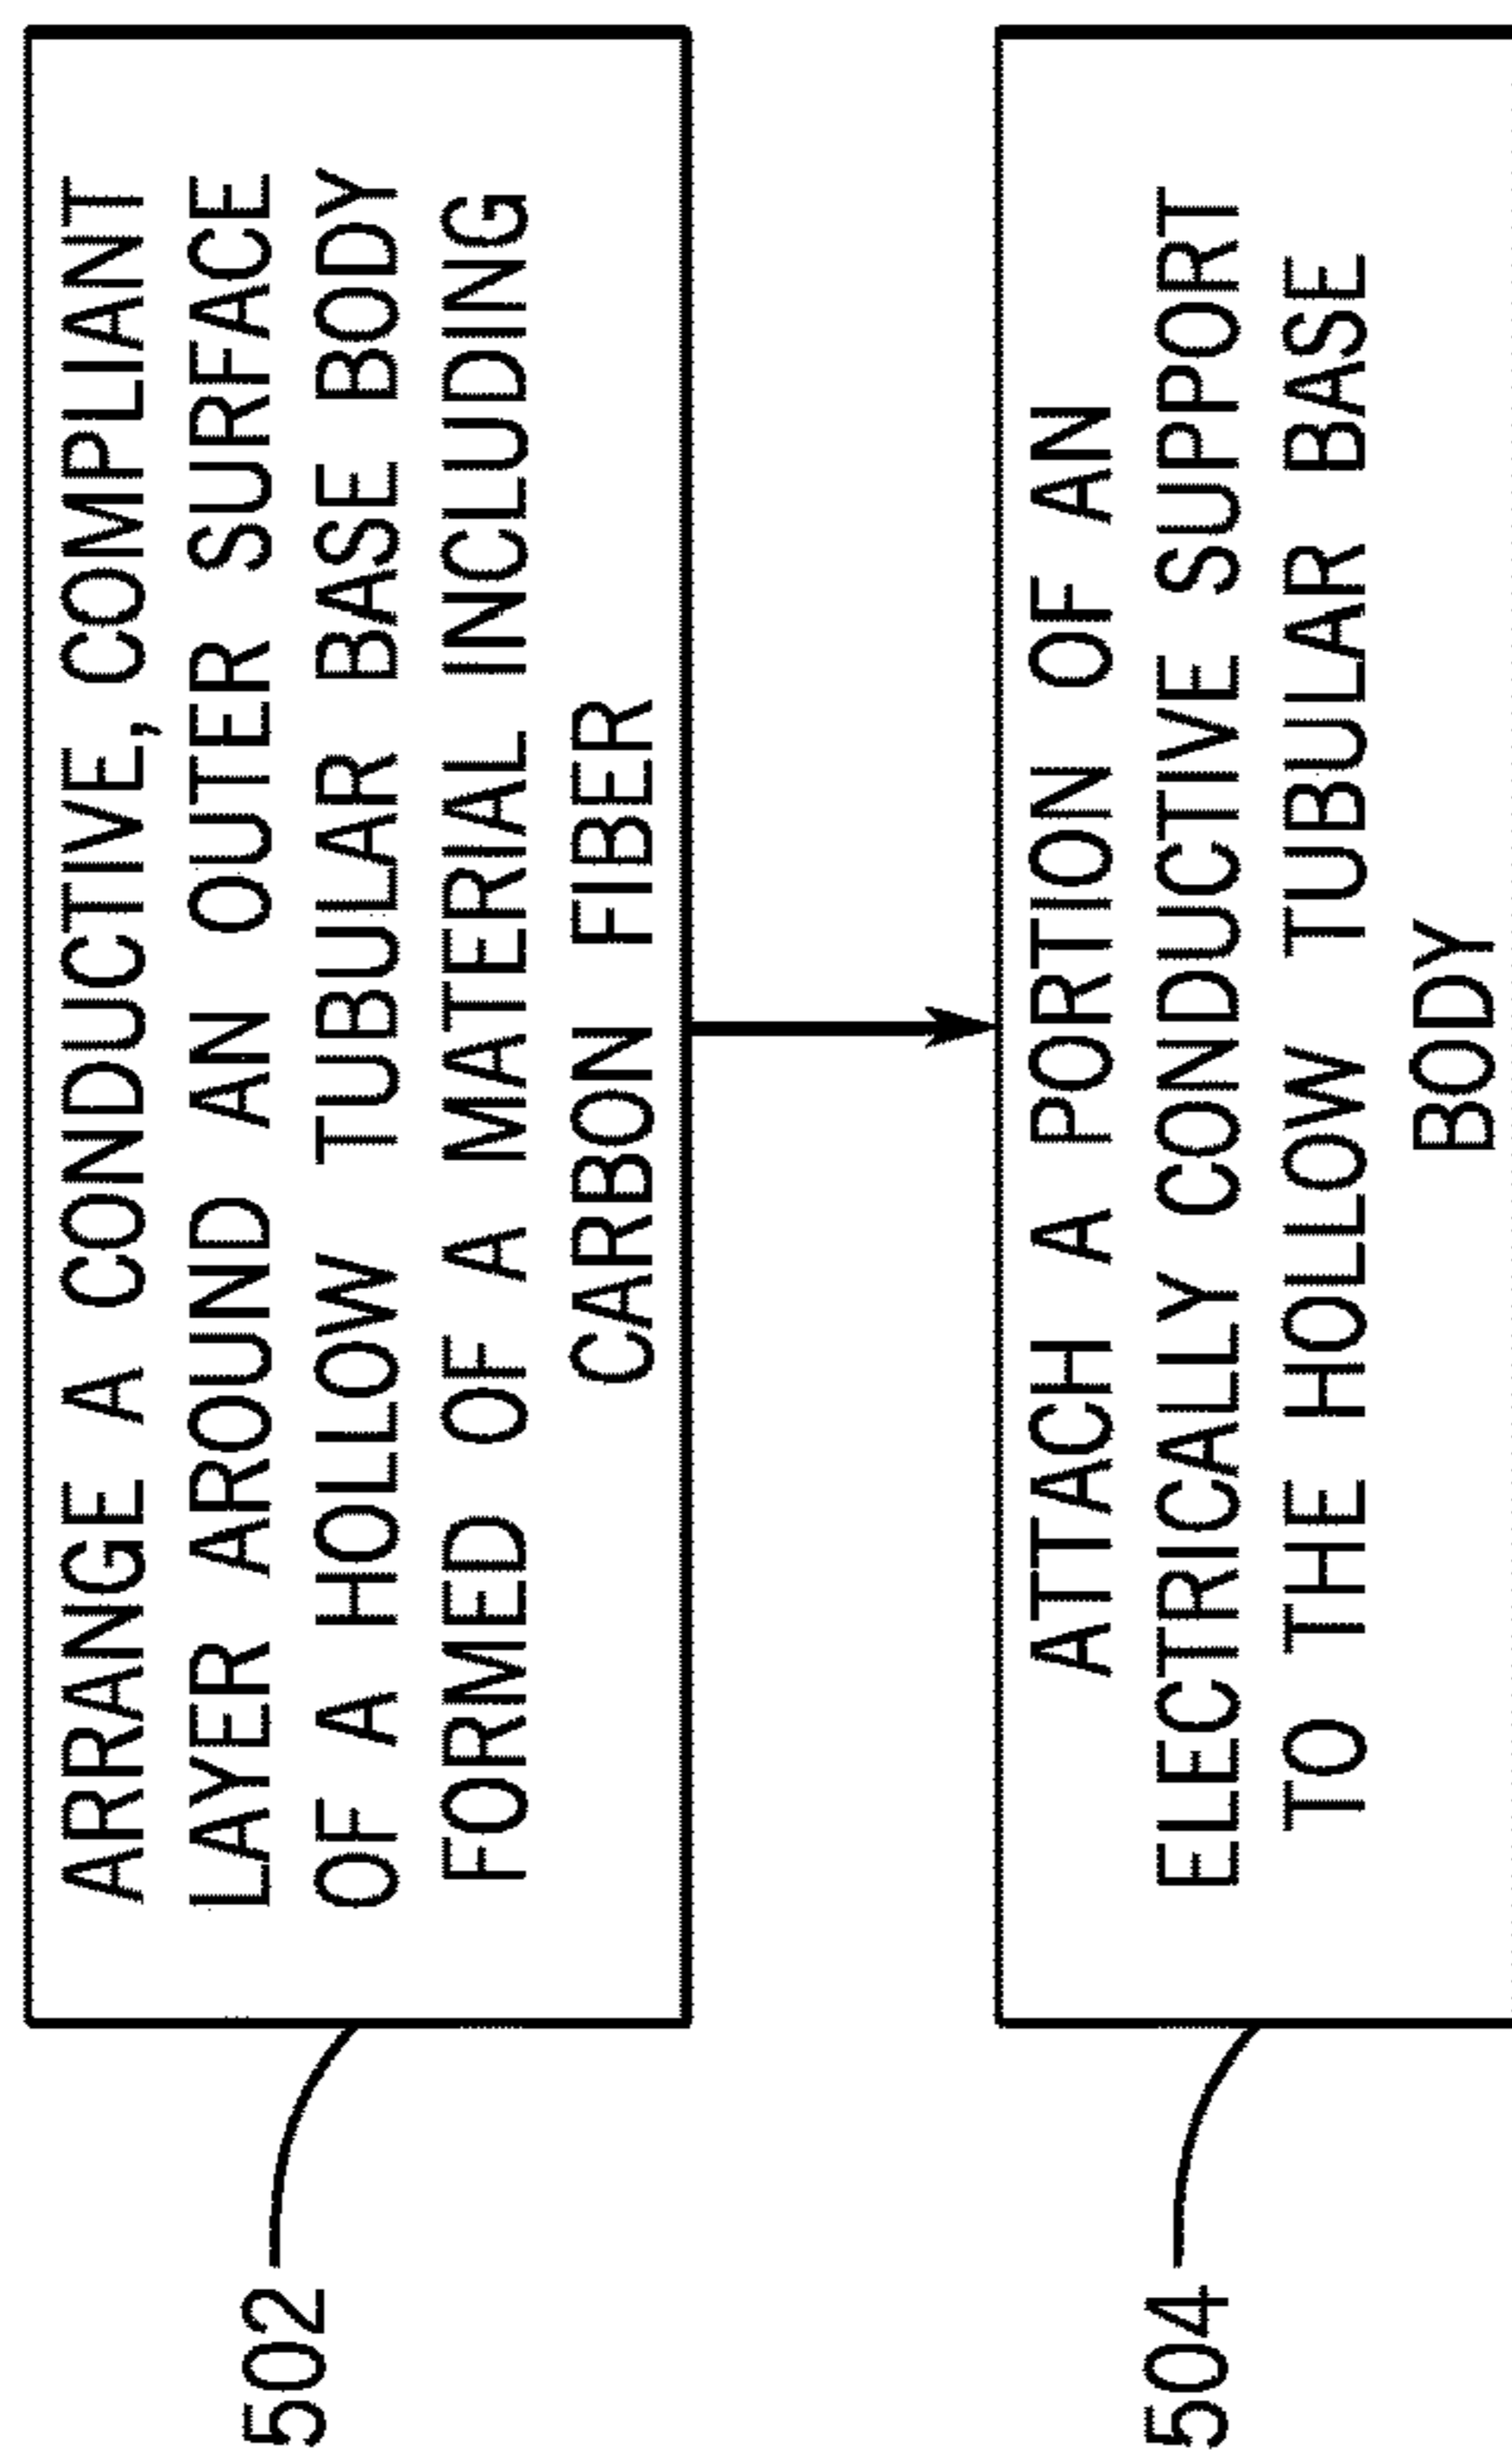 ARRANGE A CONDUCTIVE, COMPLIANT
LAYER AROUND AN OUTER SURFACE
OF A HOLLOW TUBULAR BASE BODY
FORMED OF A MATERIAL INCLUDING
CARBON FIBER
502
ATTACH A PORTION OF AN
ELECTRICALLY CONDUCTIVE SUPPORT
TO THE HOLLOW TUBULAR BASE
BODY
504